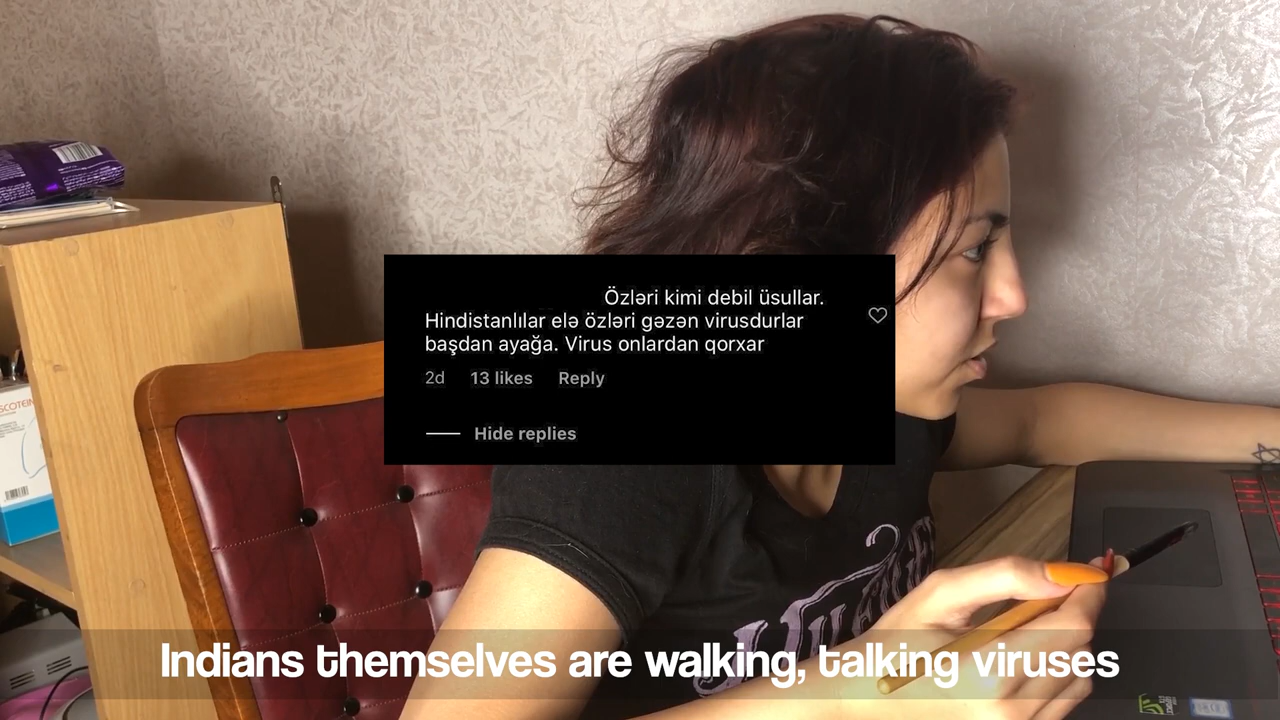 Özləri kimi debil üsullar.
Hindistanlılar elə özləri gəzən virusdurlar
başdan ayağa. Virus onlardan qorxar
2d 13 likes Reply
Hide replies
SCOTEIN
Indians themselves are walking, talking viruses